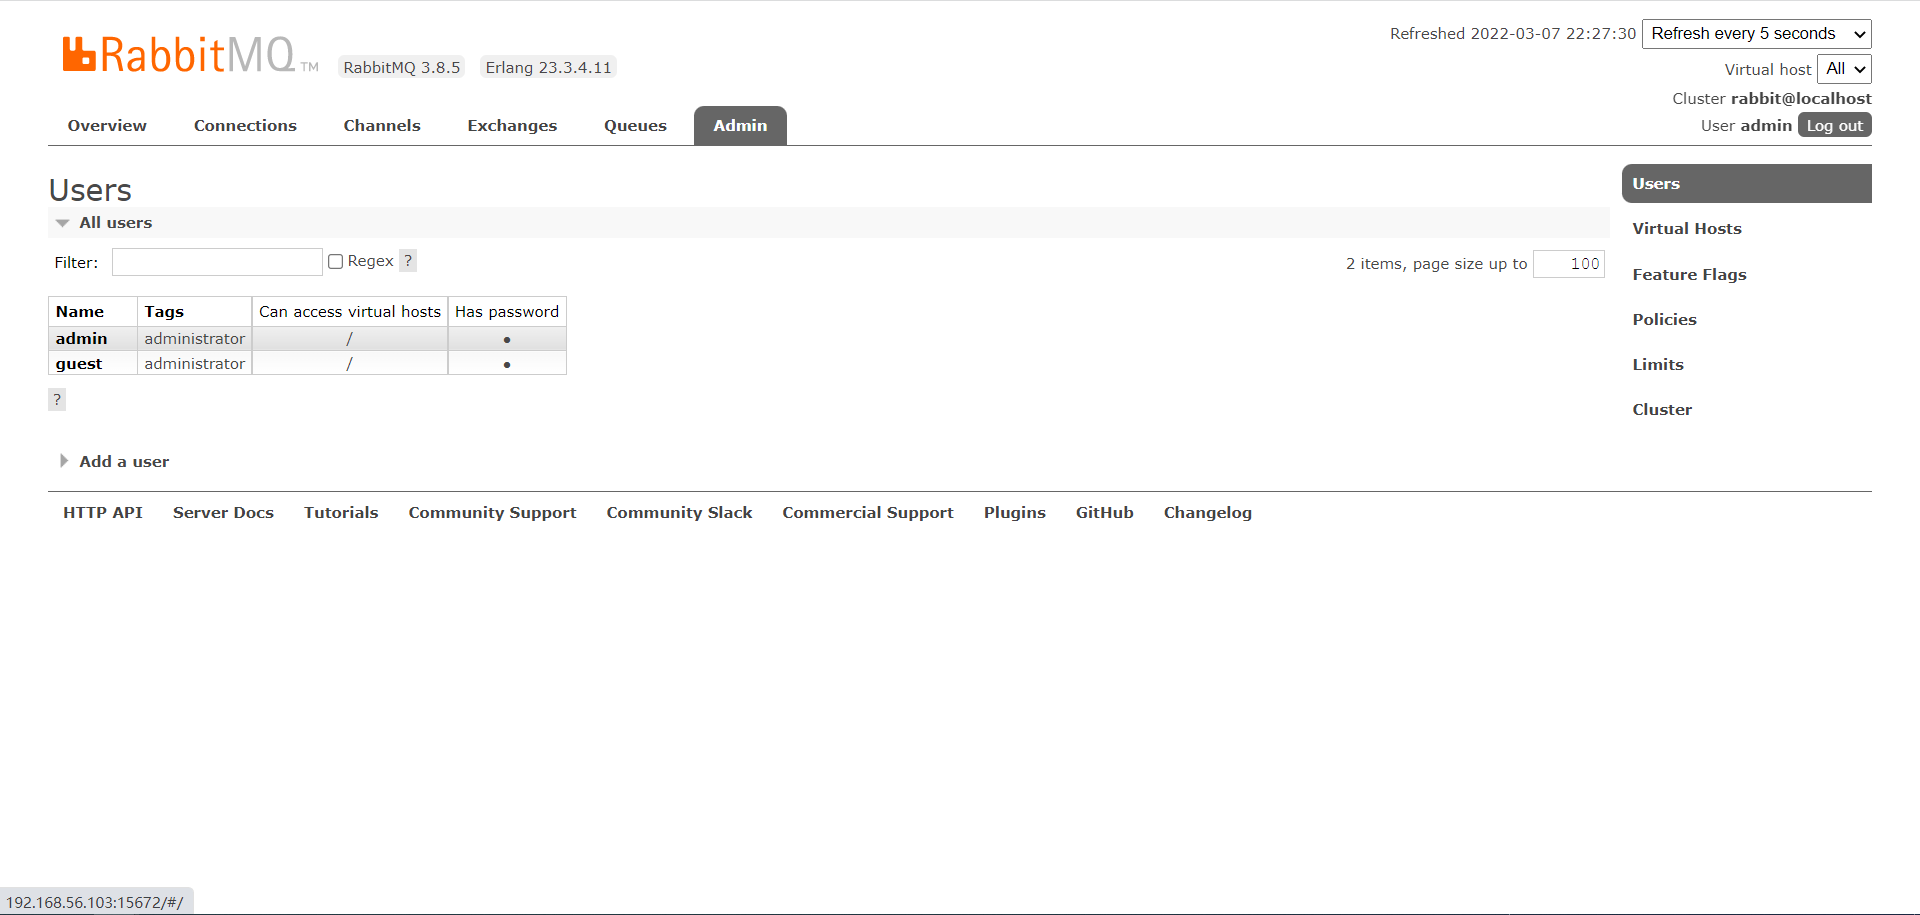 RabbitMQ TM RabbitMQ 3.8.5 Erlang 23.3.4.11
Refreshed 2022-03-07 22:27:30 Refresh every 5 seconds
Virtual host All
Cluster rabbit@localhost
User admin Log out
Overview Connections Channels Exchanges Queues Admin
Users
All users
Filter: Regex ? 2 items, page size up to 100
Name Tags Can access virtual hosts Has password
admin administrator / ●
guest administrator / ●
?
Add a user
Users
Virtual Hosts
Feature Flags
Policies
Limits
Cluster
HTTP API Server Docs Tutorials Community Support Community Slack Commercial Support Plugins GitHub Changelog
192.168.56.103:15672/#/